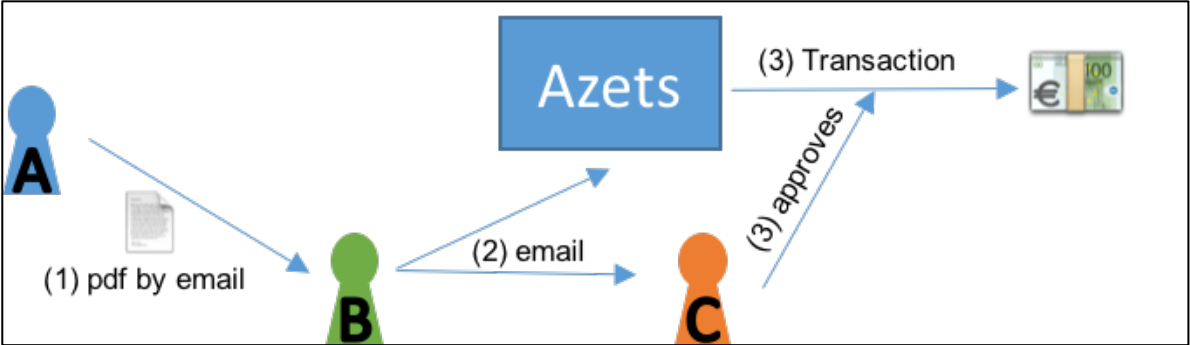 Azets
(3) Transaction
100
€
A
(3) approves
(1) pdf by email
(2) email
B
C